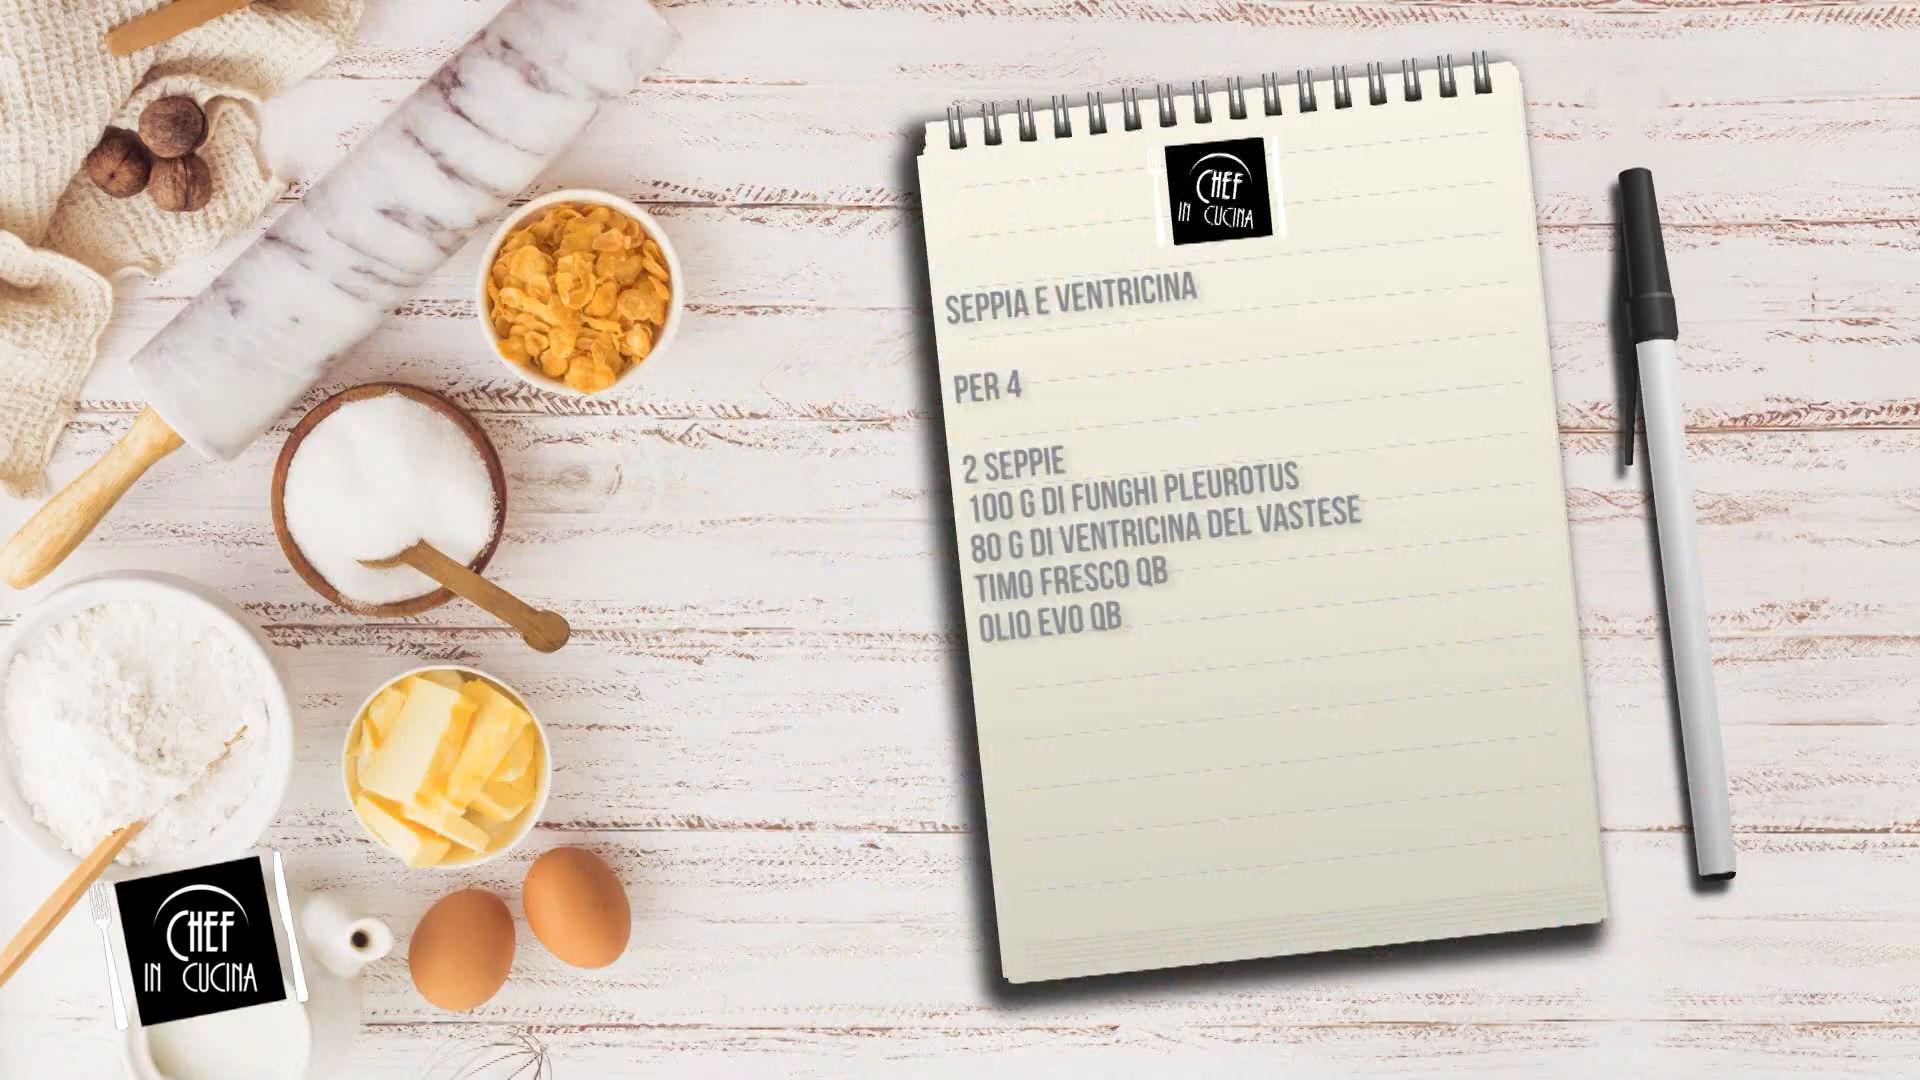 CHEF
IN CUCINA
SEPPIA E VENTRICINA
PER 4
2 SEPPIE
100 G DI FUNGHI PLEUROTUS
80 G DI VENTRICINA DEL VASTESE
TIMO FRESCO QB
OLIO EVO QB
CHEF
IN CUCINA